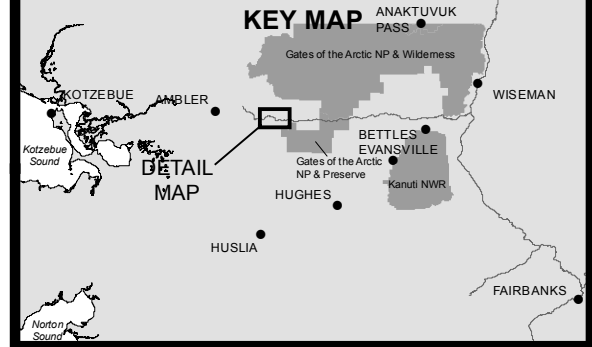 KEY MAP
ANAKTUVUK
PASS
Gates of the Arctic NP & Wilderness
KOTZEBUE
AMBLER
WISEMAN
Kotzebue
Sound
BETTLES
EVANSVILLE
DETAIL
MAP
Gates of the Arctic
NP & Preserve
Kanuti NWR
HUGHES
HUSLIA
FAIRBANKS
Norton
Sound